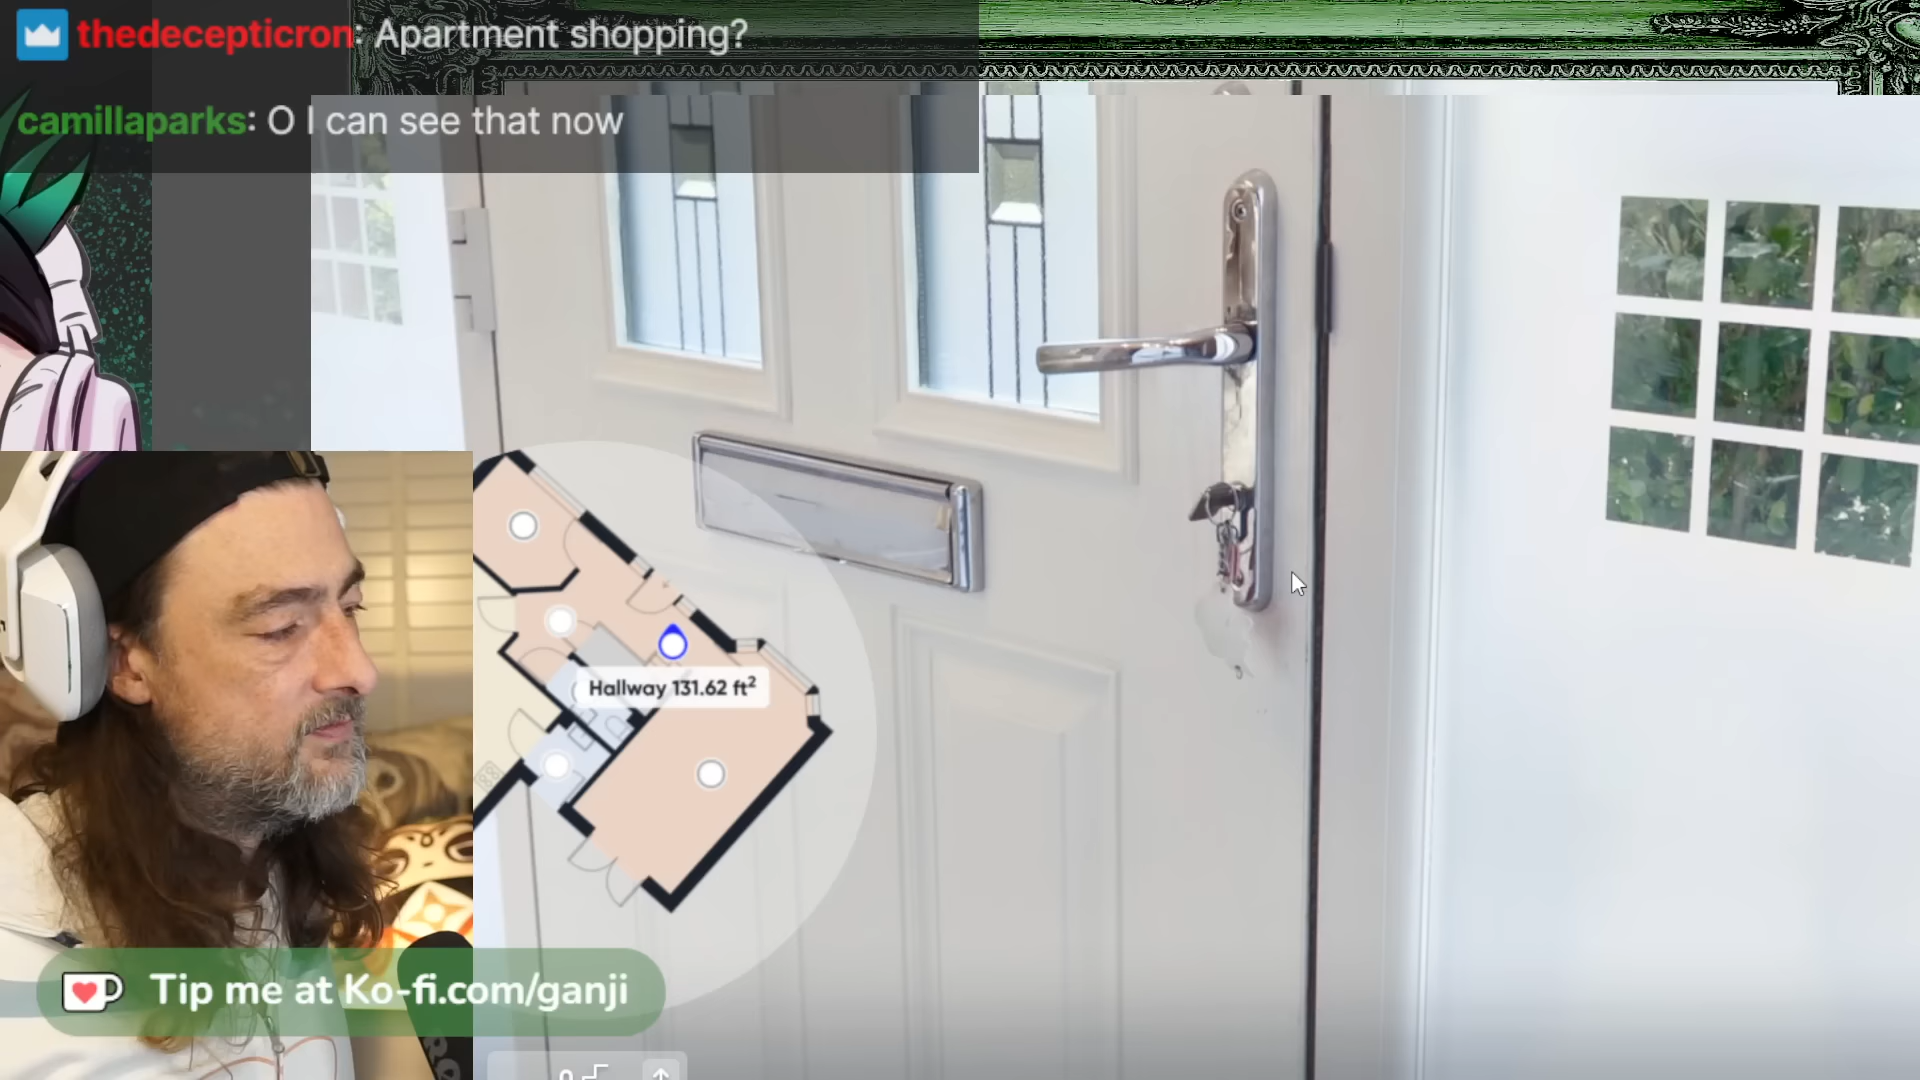 thedecepticron: Apartment shopping?
camillaparks: O I can see that now
Hallway 131.62 ft²
Tip me at Ko-fi.com/ganji